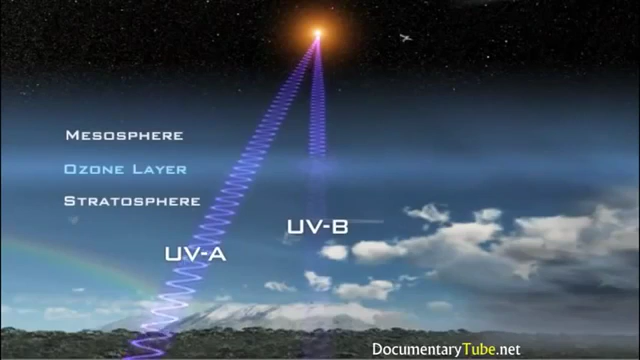 Mesosphere
Ozone Layer
Stratosphere
UV-B
UV-A
DocumentaryTube.net